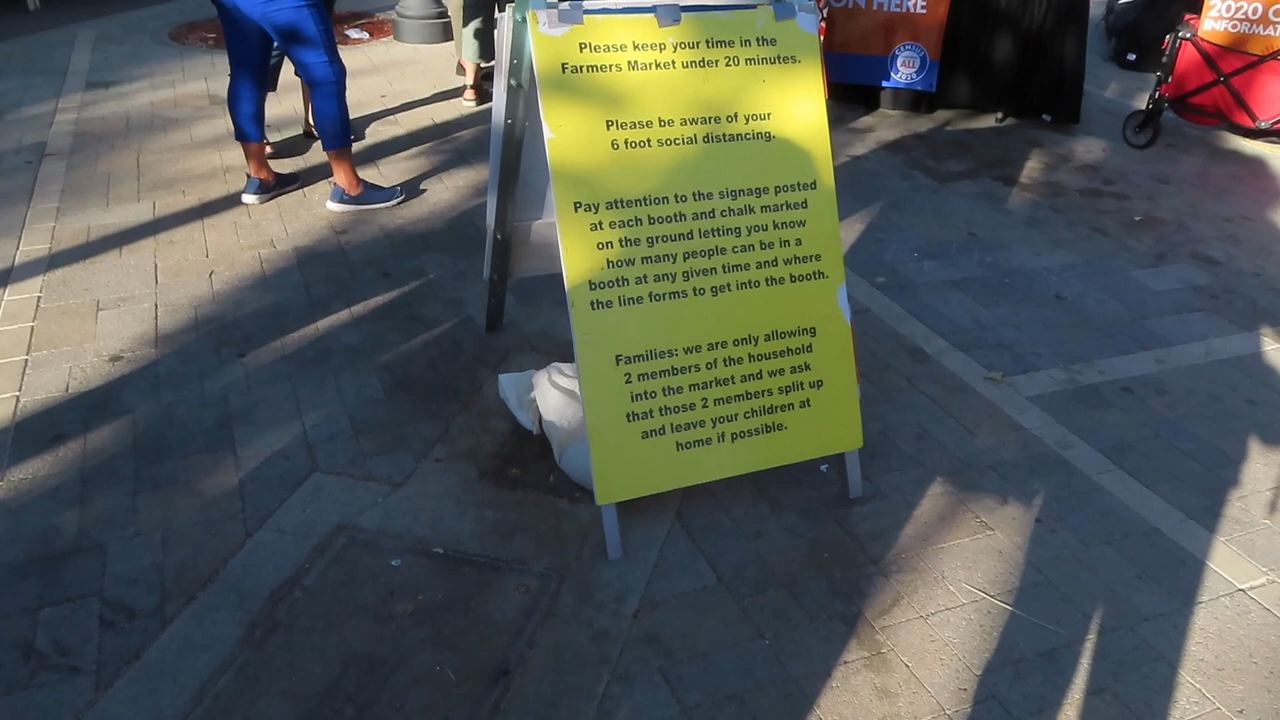 Please keep your time in the
Farmers Market under 20 minutes.
Please be aware of your
6 foot social distancing.
Pay attention to the signage posted
at each booth and chalk marked
on the ground letting you know
how many people can be in a
booth at any given time and where
the line forms to get into the booth.
Families: we are only allowing
2 members of the household
into the market and we ask
that those 2 members split up
and leave your children at
home if possible.
ON HERE
CENSUS
ALL
2020
2020 C
INFORMAT